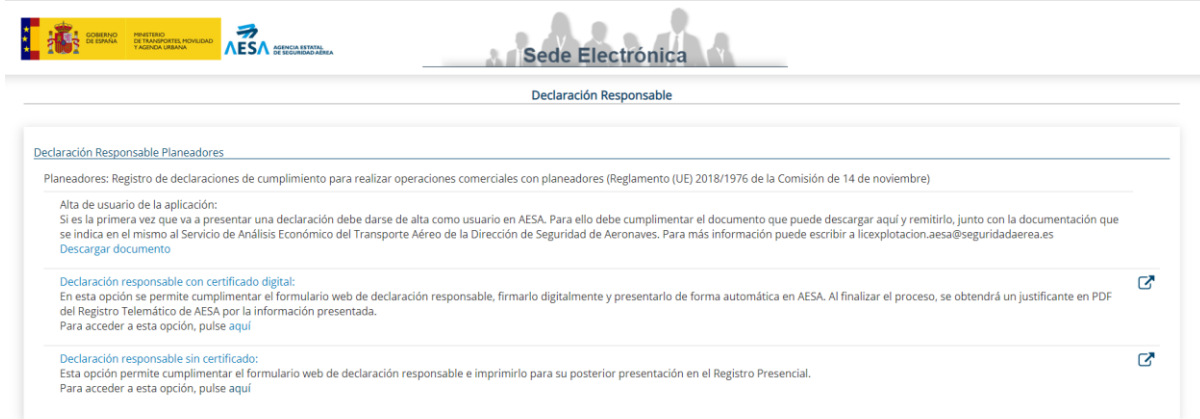 GOBIERNO
DE ESPAÑA
MINISTERIO
DE TRANSPORTES, MOVILIDAD
Y AGENDA URBANA
AESA AGENCIA ESTATAL
DE SEGURIDAD AÉREA
Sede Electrónica
Declaración Responsable
Declaración Responsable Planeadores
Planeadores: Registro de declaraciones de cumplimiento para realizar operaciones comerciales con planeadores (Reglamento (UE) 2018/1976 de la Comisión de 14 de noviembre)
Alta de usuario de la aplicación:
Si es la primera vez que va a presentar una declaración debe darse de alta como usuario en AESA. Para ello debe cumplimentar el documento que puede descargar aquí y remitirlo, junto con la documentación que
se indica en el mismo al Servicio de Análisis Económico del Transporte Aéreo de la Dirección de Seguridad de Aeronaves. Para más información puede escribir a licexplotacion.aesa@seguridadaerea.es
Descargar documento
Declaración responsable con certificado digital:
En esta opción se permite cumplimentar el formulario web de declaración responsable, firmarlo digitalmente y presentarlo de forma automática en AESA. Al finalizar el proceso, se obtendrá un justificante en PDF
del Registro Telemático de AESA por la información presentada.
Para acceder a esta opción, pulse aquí
Declaración responsable sin certificado:
Esta opción permite cumplimentar el formulario web de declaración responsable e imprimirlo para su posterior presentación en el Registro Presencial.
Para acceder a esta opción, pulse aquí